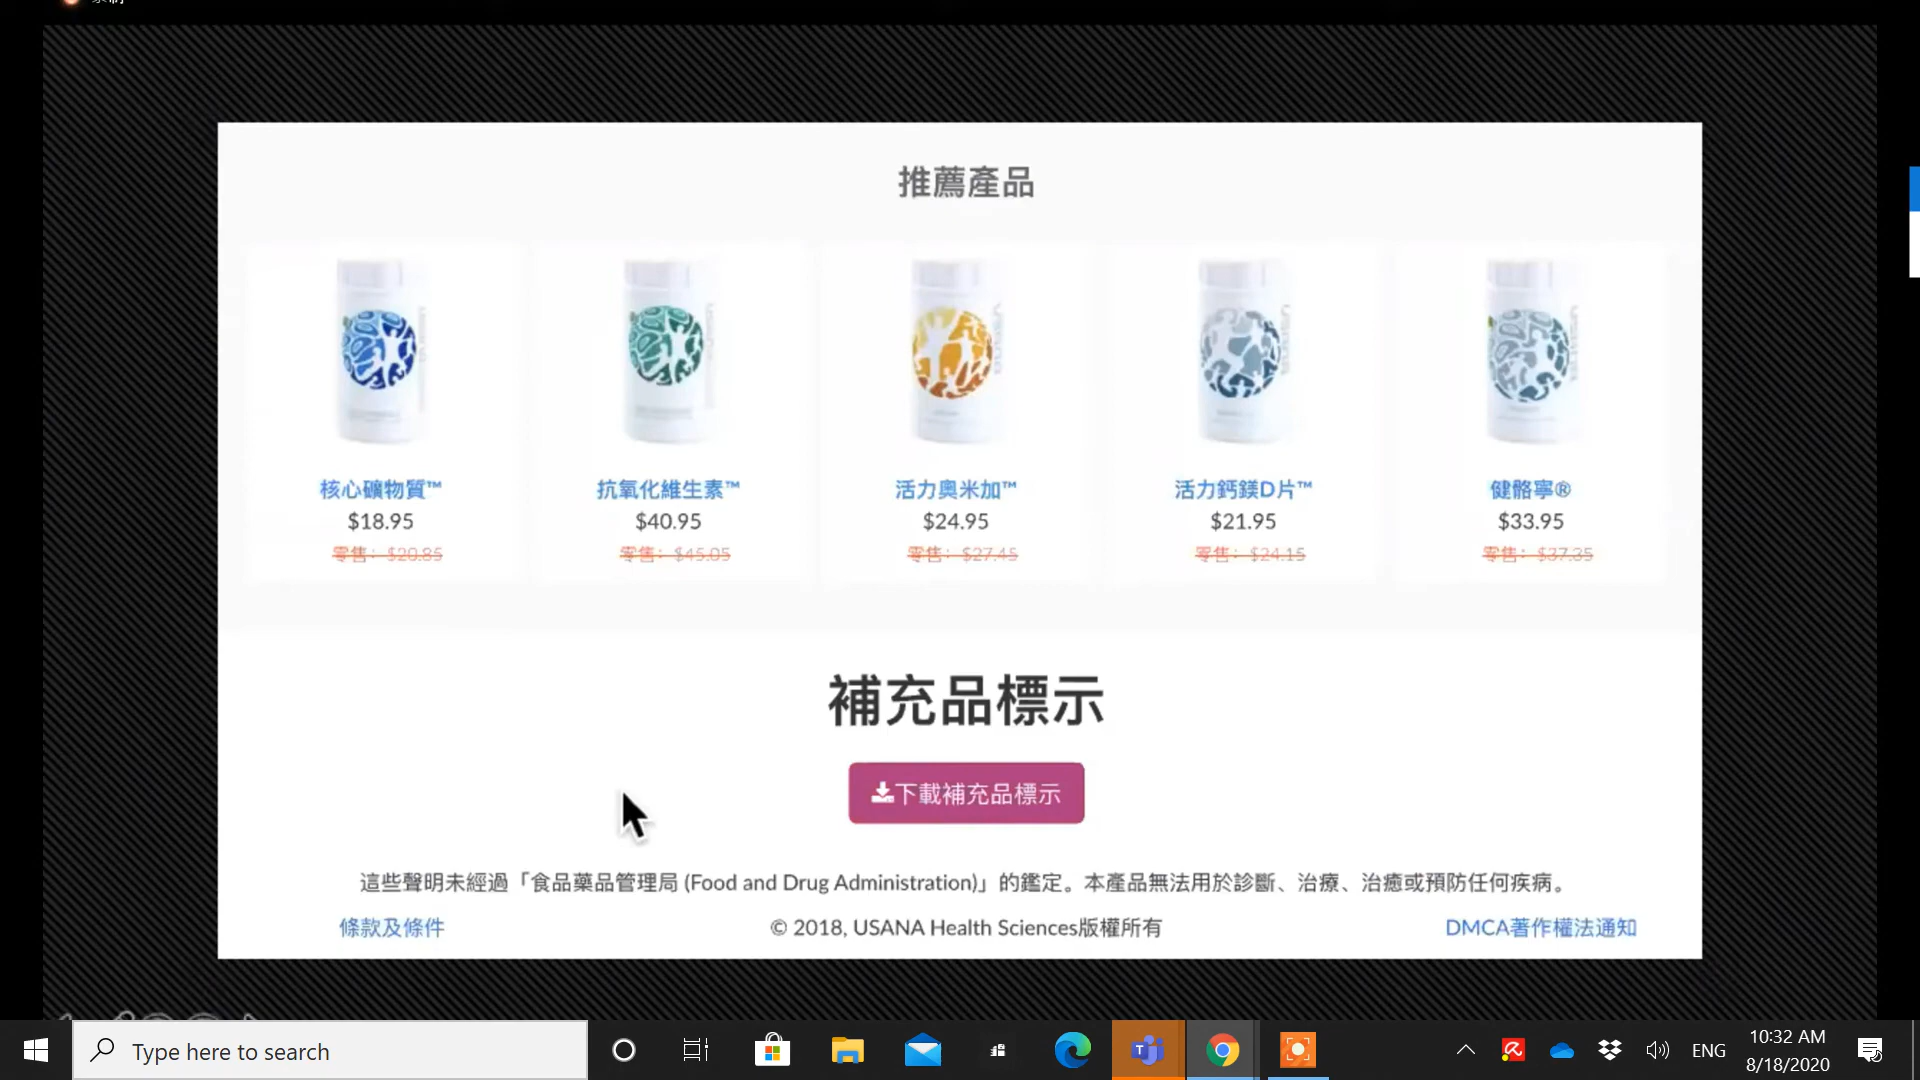 推薦產品
核心礦物質™
$18.95
零售：$20.85
抗氧化維生素™
$40.95
零售：$45.05
活力奧米加™
$24.95
零售：$27.45
活力鈣鎂D片™
$21.95
零售：$24.15
健骼寧®
$33.95
零售：$37.35
補充品標示
下載補充品標示
這些聲明未經過「食品藥品管理局 (Food and Drug Administration)」的鑑定。本產品無法用於診斷、治療、治癒或預防任何疾病。
條款及條件
© 2018, USANA Health Sciences版權所有
DMCA著作權法通知
Type here to search
ENG
10:32 AM
8/18/2020